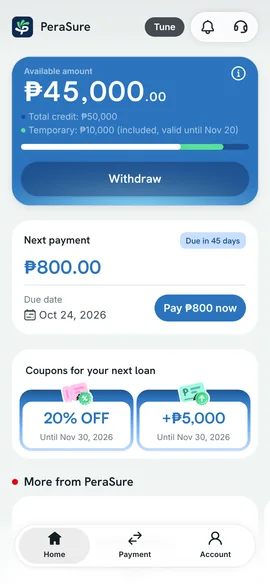 PeraSure
Tune
Available amount
₱45,000.00
Total credit: ₱50,000
Temporary: ₱10,000 (included, valid until Nov 20)
Withdraw
Next payment
Due in 45 days
₱800.00
Due date
Oct 24, 2026
Pay ₱800 now
Coupons for your next loan
20% OFF
Until Nov 30, 2026
+₱5,000
Until Nov 30, 2026
More from PeraSure
Home
Payment
Account